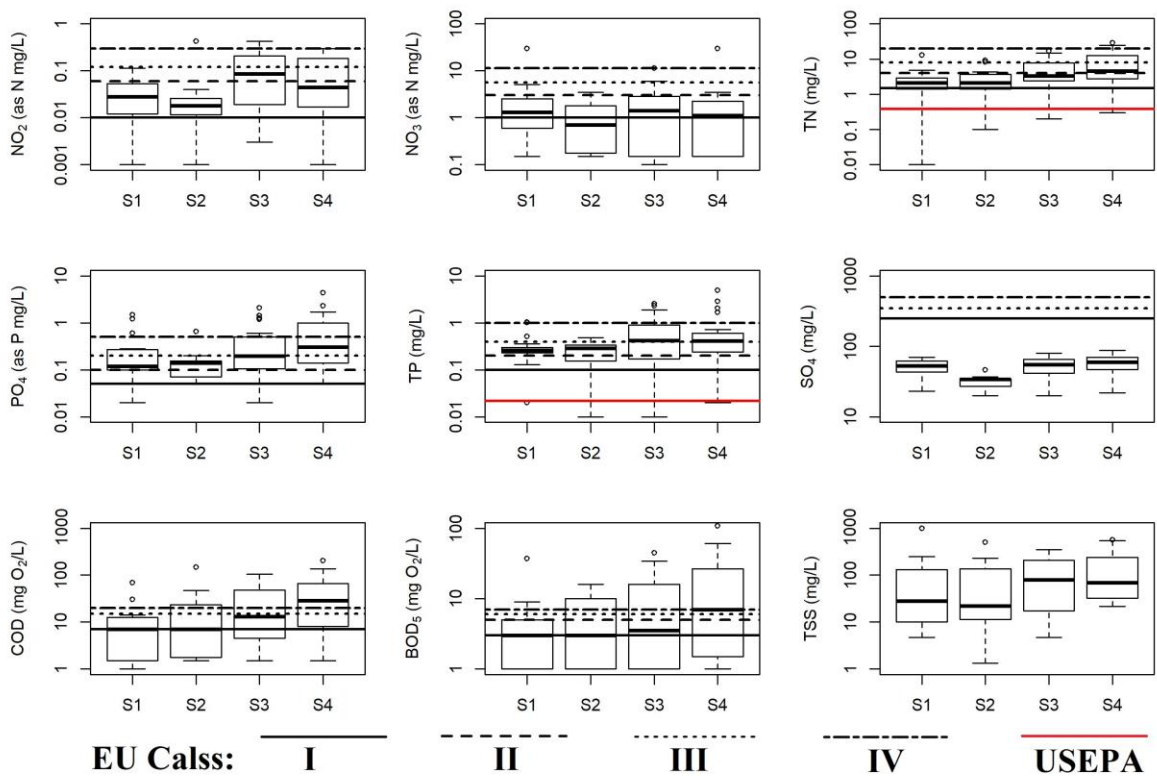 NO2 (as N mg/L)
1
0.1
0.01
0.001
S1 S2 S3 S4
NO3 (as N mg/L)
100
10
1
0.1
S1 S2 S3 S4
TN (mg/L)
100
10
1
0.1
0.01
S1 S2 S3 S4
PO4 (as P mg/L)
10
1
0.1
0.01
S1 S2 S3 S4
TP (mg/L)
10
1
0.1
0.01
S1 S2 S3 S4
SO4 (mg/L)
1000
100
10
S1 S2 S3 S4
COD (mg O2/L)
1000
100
10
1
S1 S2 S3 S4
BOD5 (mg O2/L)
100
10
1
S1 S2 S3 S4
TSS (mg/L)
1000
100
10
1
S1 S2 S3 S4
EU Calss: I II III IV USEPA